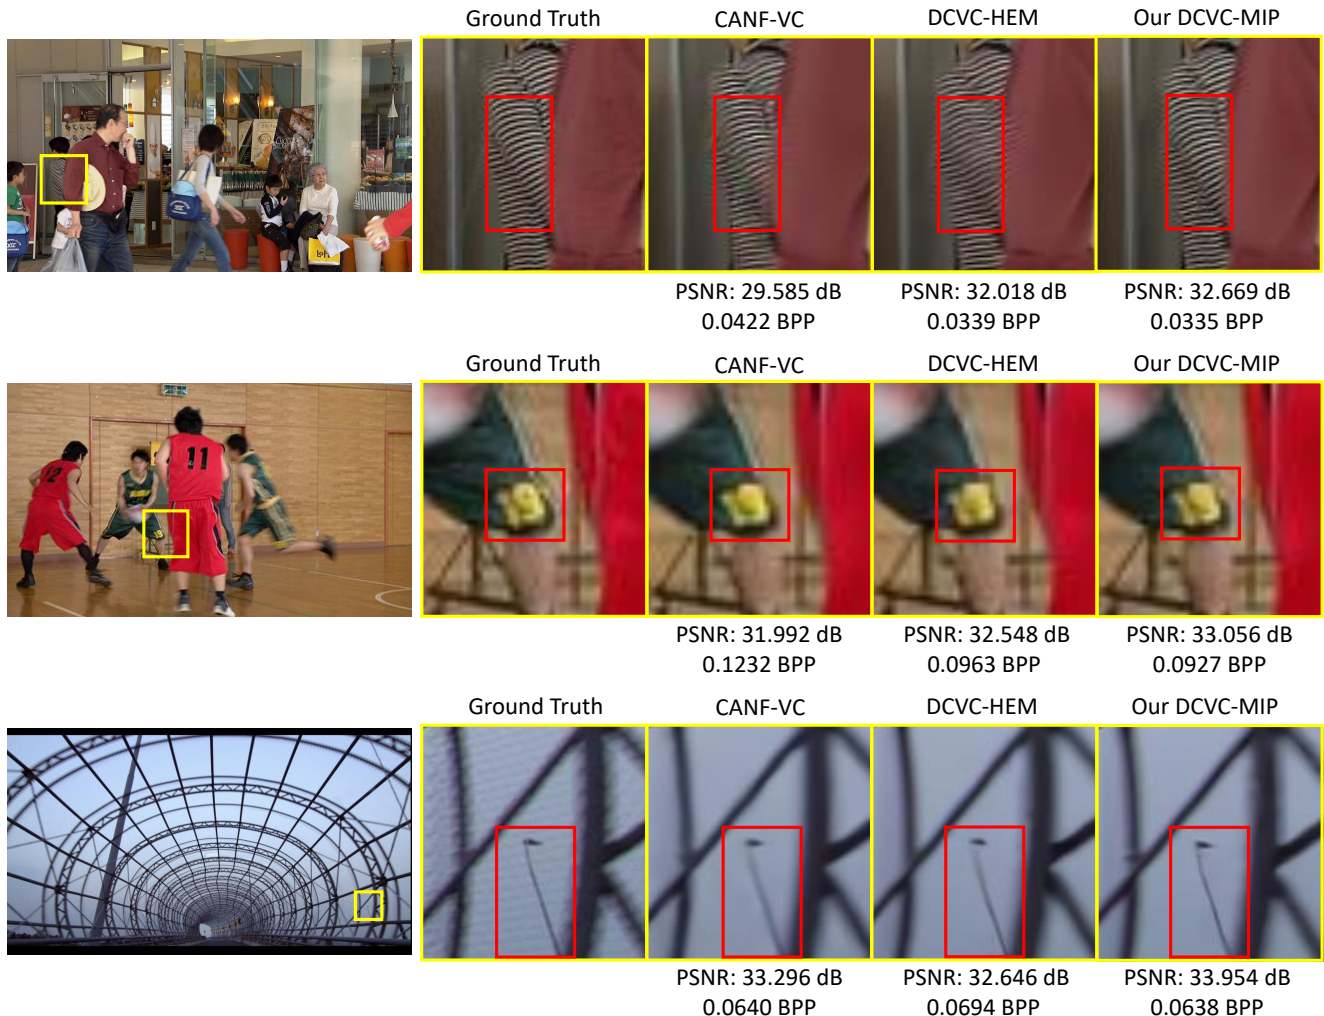 Ground Truth CANF-VC DCVC-HEM Our DCVC-MIP
PSNR: 29.585 dB PSNR: 32.018 dB PSNR: 32.669 dB
0.0422 BPP 0.0339 BPP 0.0335 BPP
Ground Truth CANF-VC DCVC-HEM Our DCVC-MIP
12 11
PSNR: 31.992 dB PSNR: 32.548 dB PSNR: 33.056 dB
0.1232 BPP 0.0963 BPP 0.0927 BPP
Ground Truth CANF-VC DCVC-HEM Our DCVC-MIP
PSNR: 33.296 dB PSNR: 32.646 dB PSNR: 33.954 dB
0.0640 BPP 0.0694 BPP 0.0638 BPP